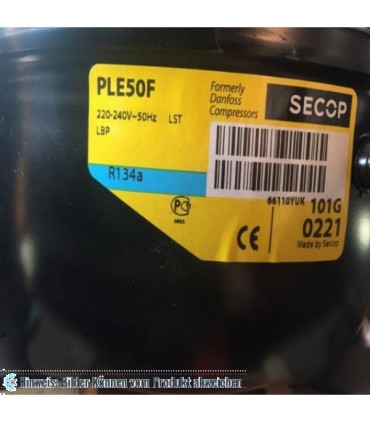 PLE50F
220-240V~50Hz LST
LBP
R134a
Formerly
Danfoss
Compressors
SECOP
66110YUK 101G
0221
Made by Secop
PC
CE
Hinweis: Bilder Können vom Produkt abweichen.